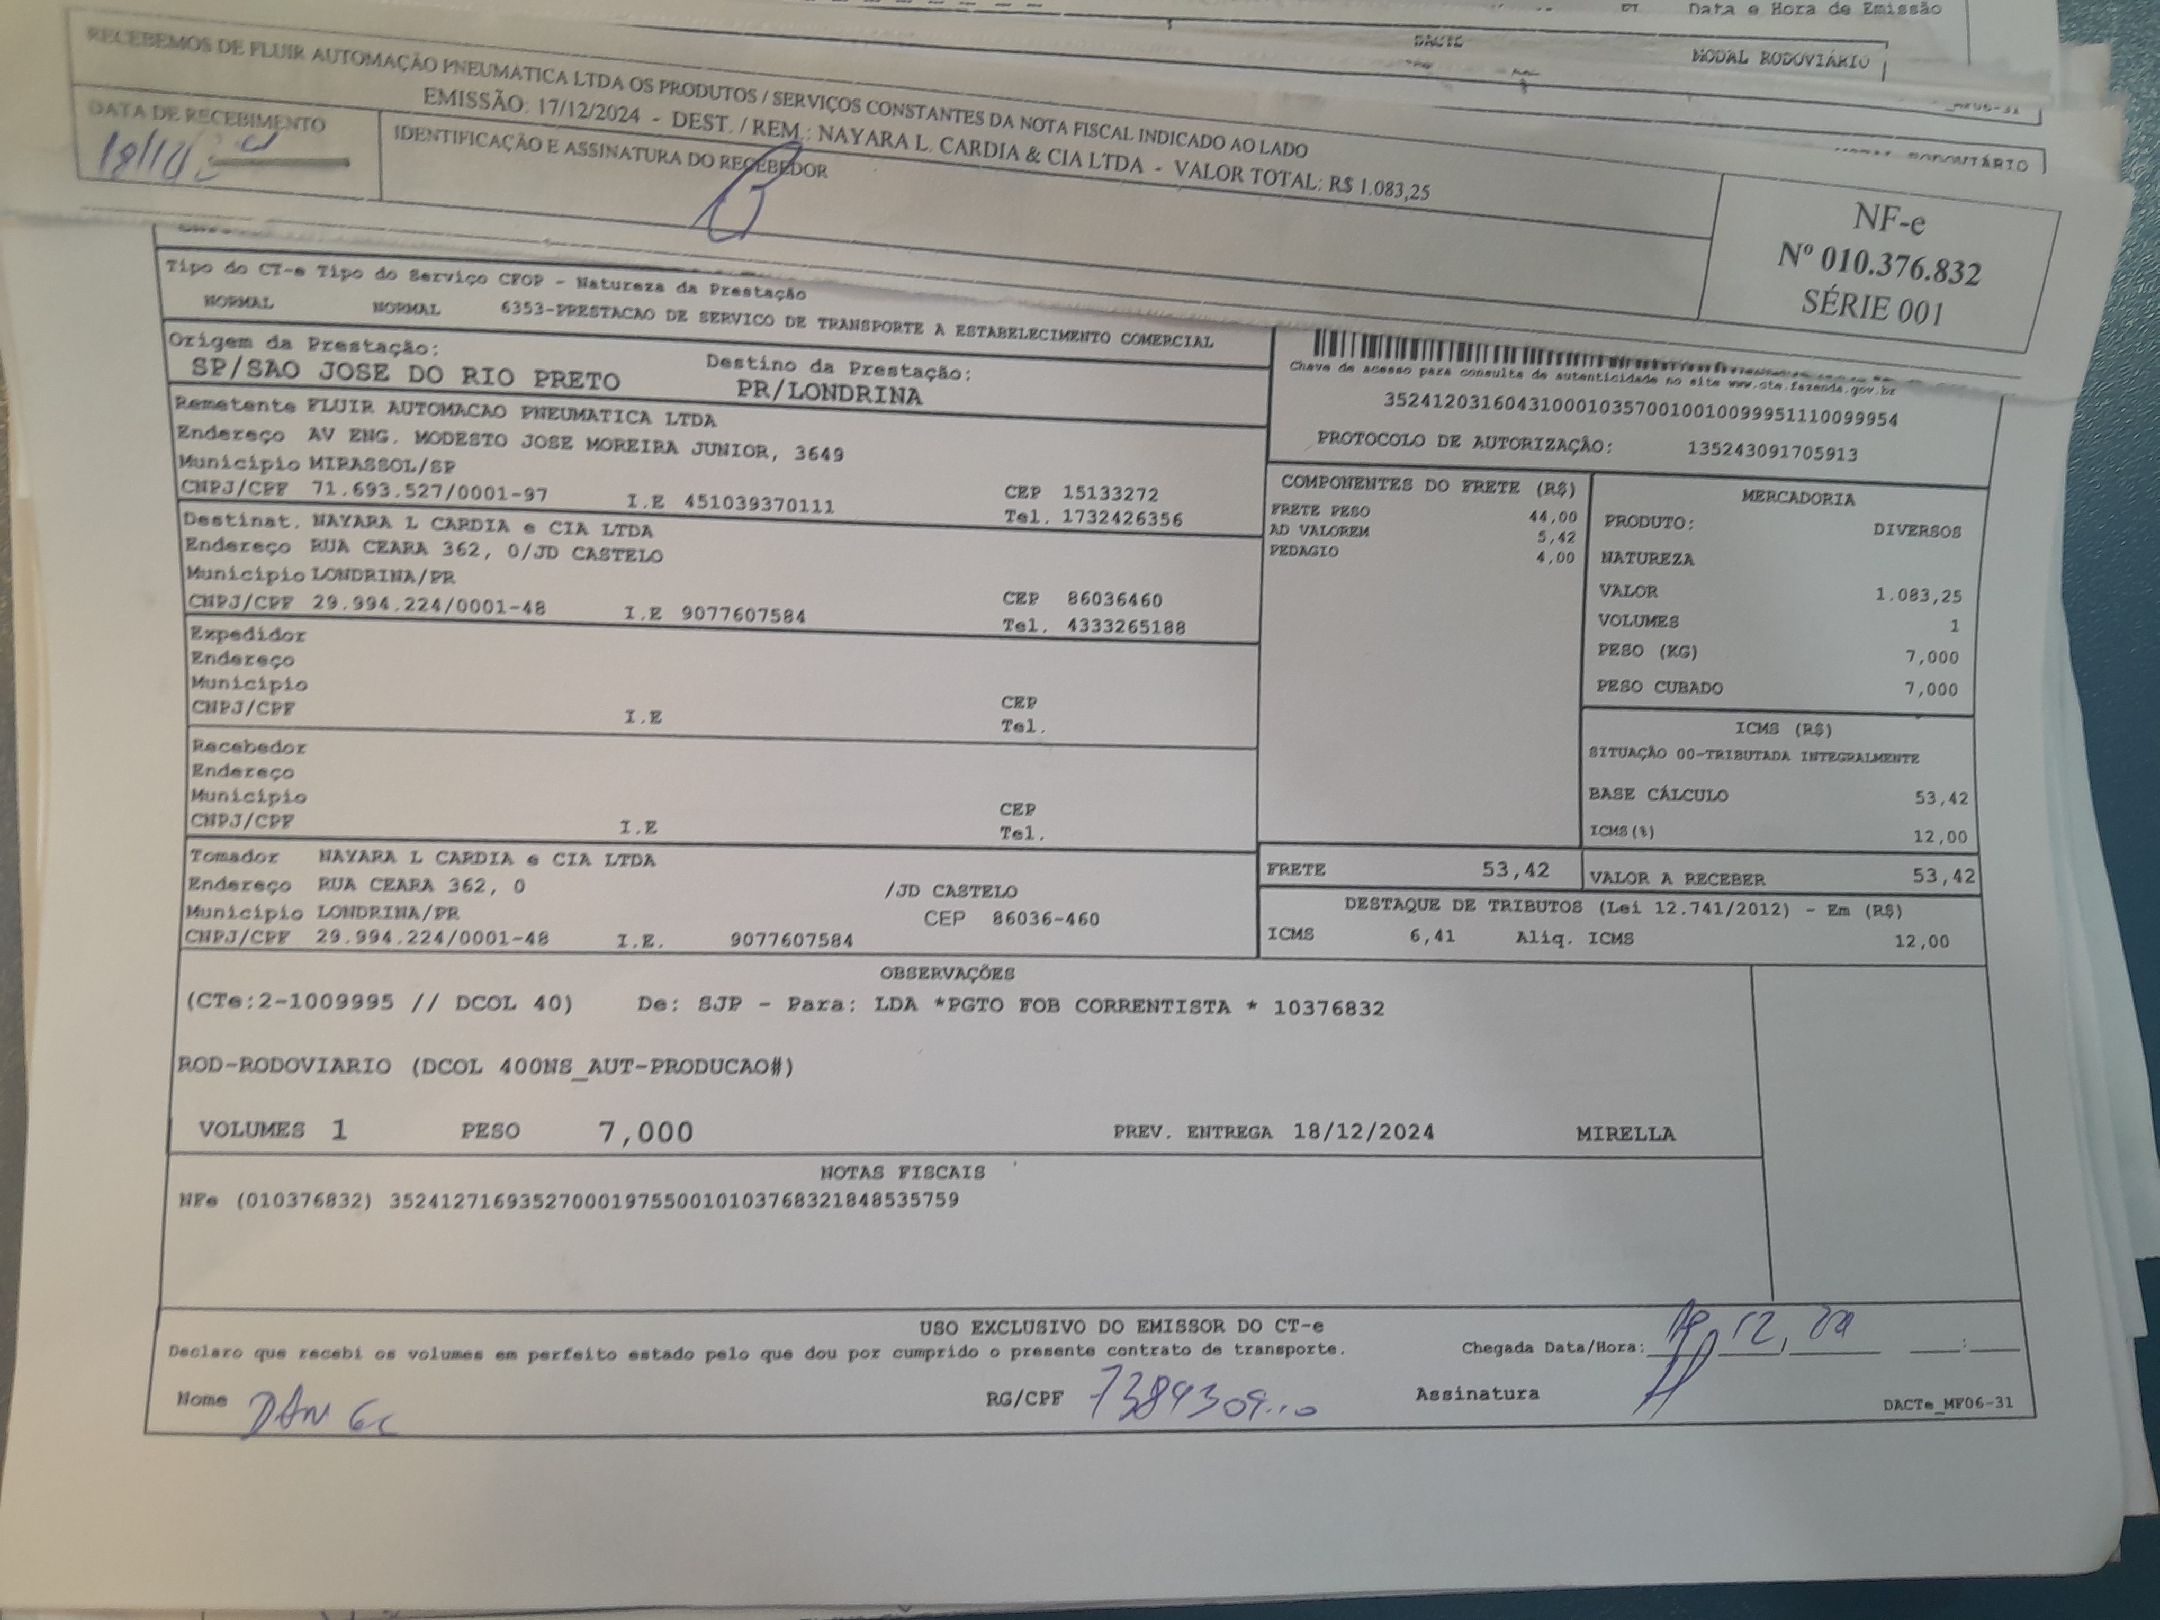 Data e Hora de Emissão
DACTE
MODAL RODOVIÁRIO
MF06-31
RODOVIÁRIO
RECEBEMOS DE FLUIR AUTOMAÇÃO PNEUMATICA LTDA OS PRODUTOS / SERVIÇOS CONSTANTES DA NOTA FISCAL INDICADO AO LADO
EMISSÃO: 17/12/2024 - DEST. / REM.: NAYARA L. CARDIA & CIA LTDA - VALOR TOTAL: R$ 1.083,25
DATA DE RECEBIMENTO
IDENTIFICAÇÃO E ASSINATURA DO RECEBEDOR
NF-e
Nº 010.376.832
SÉRIE 001
Tipo do CT-e Tipo do Serviço CFOP - Natureza da Prestação
NORMAL NORMAL 6353-PRESTACAO DE SERVICO DE TRANSPORTE A ESTABELECIMENTO COMERCIAL
Origem da Prestação: Destino da Prestação:
SP/SAO JOSE DO RIO PRETO PR/LONDRINA
Chave de acesso para consulta de autenticidade no site www.cte.fazenda.gov.br
35241203160431000103570010010099951110099954
PROTOCOLO DE AUTORIZAÇÃO: 135243091705913
Remetente FLUIR AUTOMACAO PNEUMATICA LTDA
Endereço AV ENG. MODESTO JOSE MOREIRA JUNIOR, 3649
Município MIRASSOL/SP CEP 15133272
CNPJ/CPF 71.693.527/0001-97 I.E 451039370111 Tel. 1732426356
Destinat. NAYARA L CARDIA e CIA LTDA
Endereço RUA CEARA 362, 0/JD CASTELO
Município LONDRINA/PR CEP 86036460
CNPJ/CPF 29.994.224/0001-48 I.E 9077607584 Tel. 4333265188
Expedidor
Endereço
Município CEP
CNPJ/CPF I.E Tel.
Recebedor
Endereço
Município CEP
CNPJ/CPF I.E Tel.
Tomador NAYARA L CARDIA e CIA LTDA
Endereço RUA CEARA 362, 0 /JD CASTELO
Município LONDRINA/PR CEP 86036-460
CNPJ/CPF 29.994.224/0001-48 I.E. 9077607584
COMPONENTES DO FRETE (R$)
FRETE PESO 44,00
AD VALOREM 5,42
PEDAGIO 4,00
MERCADORIA
PRODUTO: DIVERSOS
NATUREZA
VALOR 1.083,25
VOLUMES 1
PESO (KG) 7,000
PESO CUBADO 7,000
ICMS (R$)
SITUAÇÃO 00-TRIBUTADA INTEGRALMENTE
BASE CÁLCULO 53,42
ICMS(%) 12,00
FRETE 53,42 VALOR A RECEBER 53,42
DESTAQUE DE TRIBUTOS (Lei 12.741/2012) - Em (R$)
ICMS 6,41 Aliq. ICMS 12,00
OBSERVAÇÕES
(CTe:2-1009995 // DCOL 40) De: SJP - Para: LDA *PGTO FOB CORRENTISTA * 10376832
ROD-RODOVIARIO (DCOL 400NS_AUT-PRODUCAO#)
VOLUMES 1 PESO 7,000 PREV. ENTREGA 18/12/2024 MIRELLA
NOTAS FISCAIS
NFe (010376832) 35241271693527000197550010103768321848535759
USO EXCLUSIVO DO EMISSOR DO CT-e
Declaro que recebi os volumes em perfeito estado pelo que dou por cumprido o presente contrato de transporte. Chegada Data/Hora:
Nome RG/CPF Assinatura DACTe_MF06-31